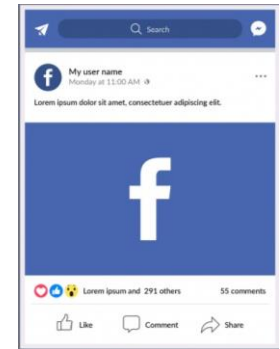 Search
f
My user name
Monday at 11:00 AM
Lorem ipsum dolor sit amet, consectetuer adipiscing elit.
f
Lorem ipsum and 291 others 55 comments
Like Comment Share